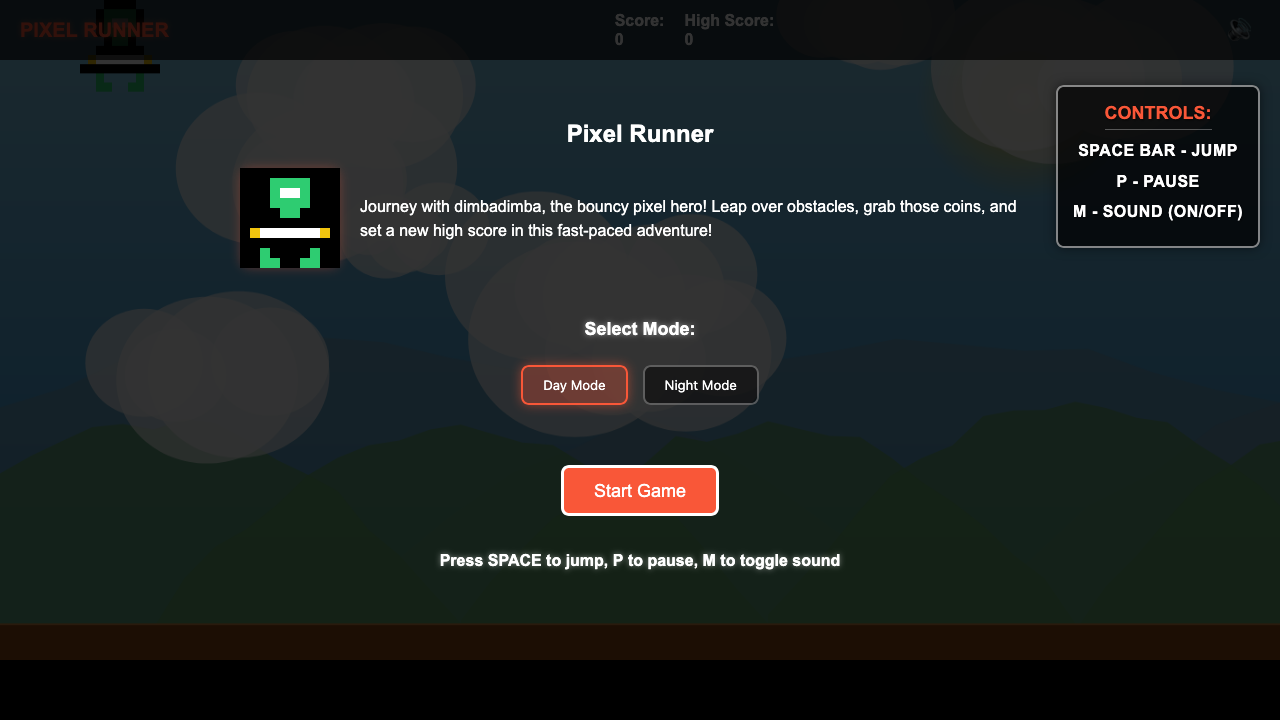 PIXEL RUNNER
Score:
0
High Score:
0
CONTROLS:
SPACE BAR - JUMP
P - PAUSE
M - SOUND (ON/OFF)
Pixel Runner
Journey with dimbadimba, the bouncy pixel hero! Leap over obstacles, grab those coins, and
set a new high score in this fast-paced adventure!
Select Mode:
Day Mode
Night Mode
Start Game
Press SPACE to jump, P to pause, M to toggle sound